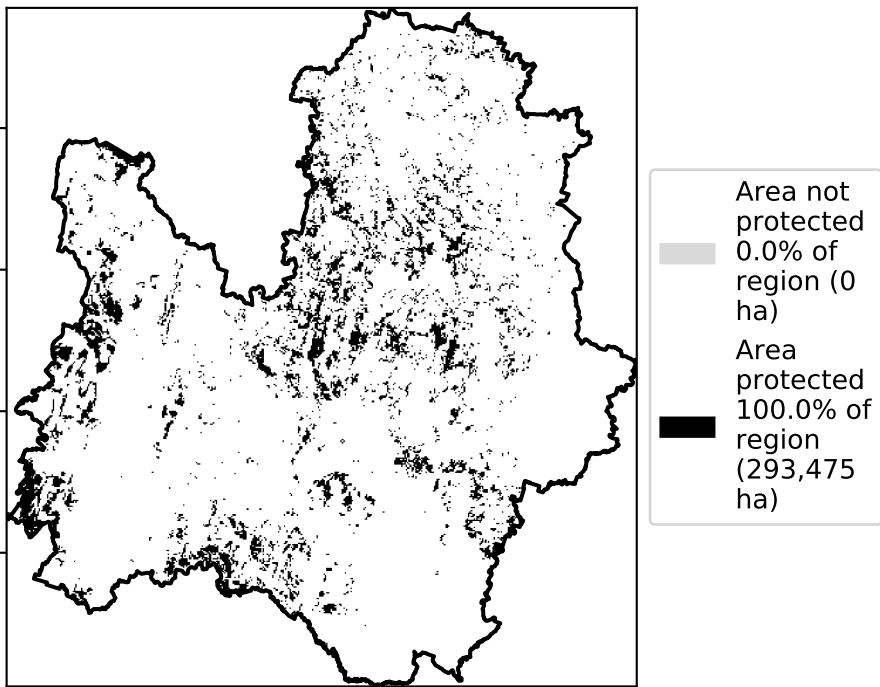 Area not
protected
0.0% of
region (0
ha)
Area
protected
100.0% of
region
(293,475
ha)